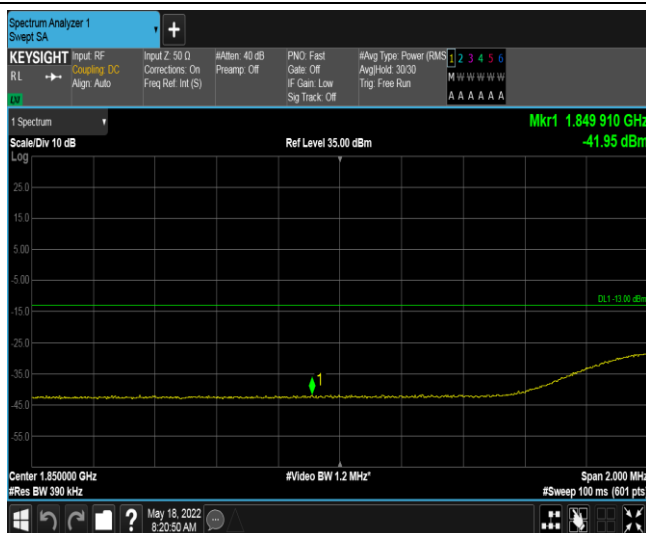 Spectrum Analyzer 1
Swept SA
+
KEYSIGHT Input: RF Input Z: 50 Ω #Atten: 40 dB PNO: Fast #Avg Type: Power (RMS 1 2 3 4 5 6
RL Coupling: DC Corrections: On Preamp: Off Gate: Off Avg|Hold: 30/30 M W W W W W
Align: Auto Freq Ref: Int (S) IF Gain: Low Trig: Free Run
Sig Track: Off A A A A A A
1 Spectrum Mkr1 1.849 910 GHz
Scale/Div 10 dB Ref Level 35.00 dBm -41.95 dBm
Log
25.0
15.0
5.00
-5.00
DL1 -13.00 dBm
-15.0
-25.0
-35.0
1
-45.0
-55.0
Center 1.850000 GHz #Video BW 1.2 MHz* Span 2.000 MHz
#Res BW 390 kHz #Sweep 100 ms (601 pts
? May 18, 2022
8:20:50 AM